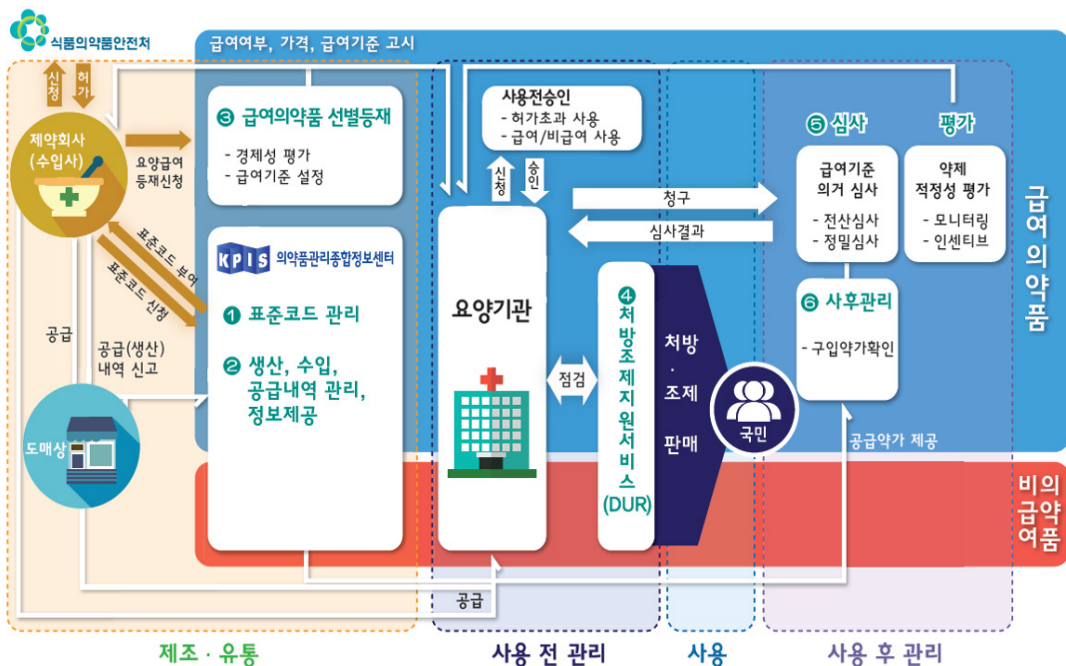 식품의약품안전처
급여여부, 가격, 급여기준 고시
신청
허가
제약회사
(수입사)
요양급여
등재신청
❸ 급여의약품 선별등재
- 경제성 평가
- 급여기준 설정
사용전승인
- 허가초과 사용
- 급여/비급여 사용
신청
승인
❺ 심사
급여기준
의거 심사
- 전산심사
- 정밀심사
평가
약제
적정성 평가
- 모니터링
- 인센티브
급여의약품
청구
심사결과
표준코드 부여
표준코드 신청
KPIS 의약품관리종합정보센터
❶ 표준코드 관리
❷ 생산, 수입,
공급내역 관리,
정보제공
공급
공급(생산)
내역 신고
도매상
요양기관
점검
❹ 처방조제지원서비스
(DUR)
처방
·
조제
판매
국민
❻ 사후관리
- 구입약가확인
공급약가 제공
비급여
의약품
공급
제조 · 유통
사용 전 관리
사용
사용 후 관리